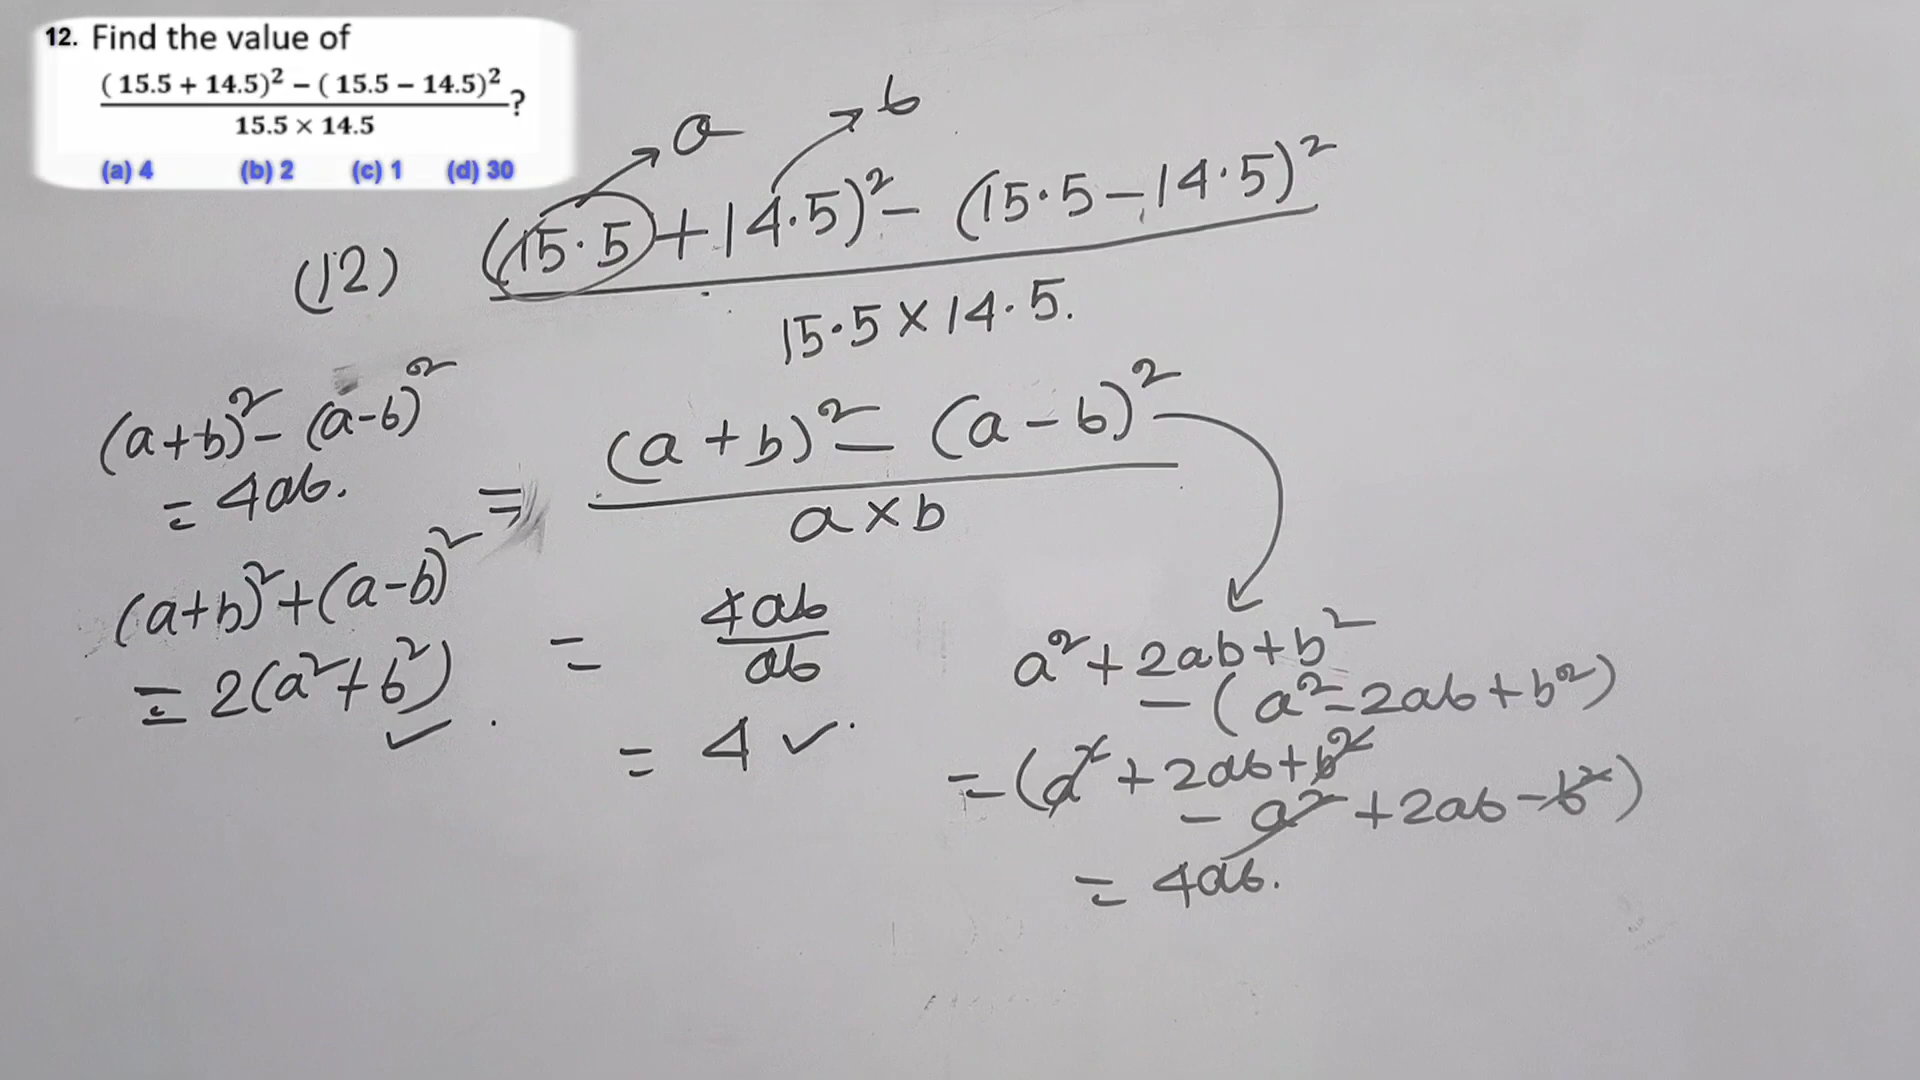 12. Find the value of
( 15.5 + 14.5)² − ( 15.5 − 14.5)²
15.5 × 14.5
?
(a) 4 (b) 2 (c) 1 (d) 30
a
b
(12) (15.5+14.5)² − (15.5−14.5)²
15.5 × 14.5.
(a+b)² − (a−b)²
= 4ab.
= (a+b)² − (a−b)²
a × b
(a+b)² + (a−b)²
= 2(a²+b²) ✓.
= 4ab
ab
= 4 ✓.
a² + 2ab + b²
− (a² − 2ab + b²)
= (a² + 2ab + b²
− a² + 2ab − b²)
= 4ab.